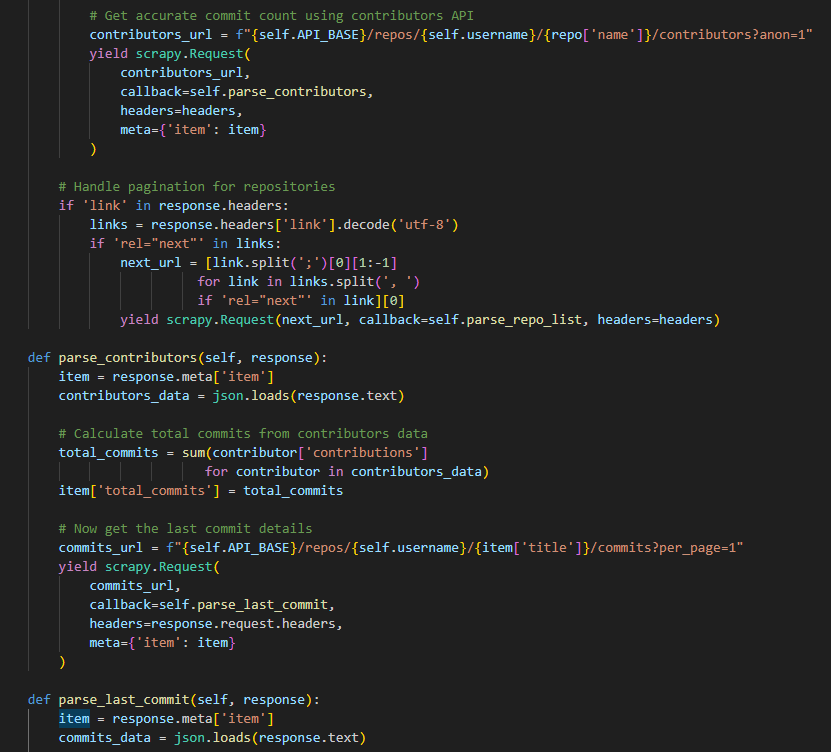 # Get accurate commit count using contributors API
contributors_url = f"{self.API_BASE}/repos/{self.username}/{repo['name']}/contributors?anon=1"
yield scrapy.Request(
    contributors_url,
    callback=self.parse_contributors,
    headers=headers,
    meta={'item': item}
)

# Handle pagination for repositories
if 'link' in response.headers:
    links = response.headers['link'].decode('utf-8')
    if 'rel="next"' in links:
        next_url = [link.split(';')[0][1:-1]
                    for link in links.split(', ')
                    if 'rel="next"' in link][0]
        yield scrapy.Request(next_url, callback=self.parse_repo_list, headers=headers)

def parse_contributors(self, response):
    item = response.meta['item']
    contributors_data = json.loads(response.text)

    # Calculate total commits from contributors data
    total_commits = sum(contributor['contributions']
                        for contributor in contributors_data)
    item['total_commits'] = total_commits

    # Now get the last commit details
    commits_url = f"{self.API_BASE}/repos/{self.username}/{item['title']}/commits?per_page=1"
    yield scrapy.Request(
        commits_url,
        callback=self.parse_last_commit,
        headers=response.request.headers,
        meta={'item': item}
    )

def parse_last_commit(self, response):
    item = response.meta['item']
    commits_data = json.loads(response.text)